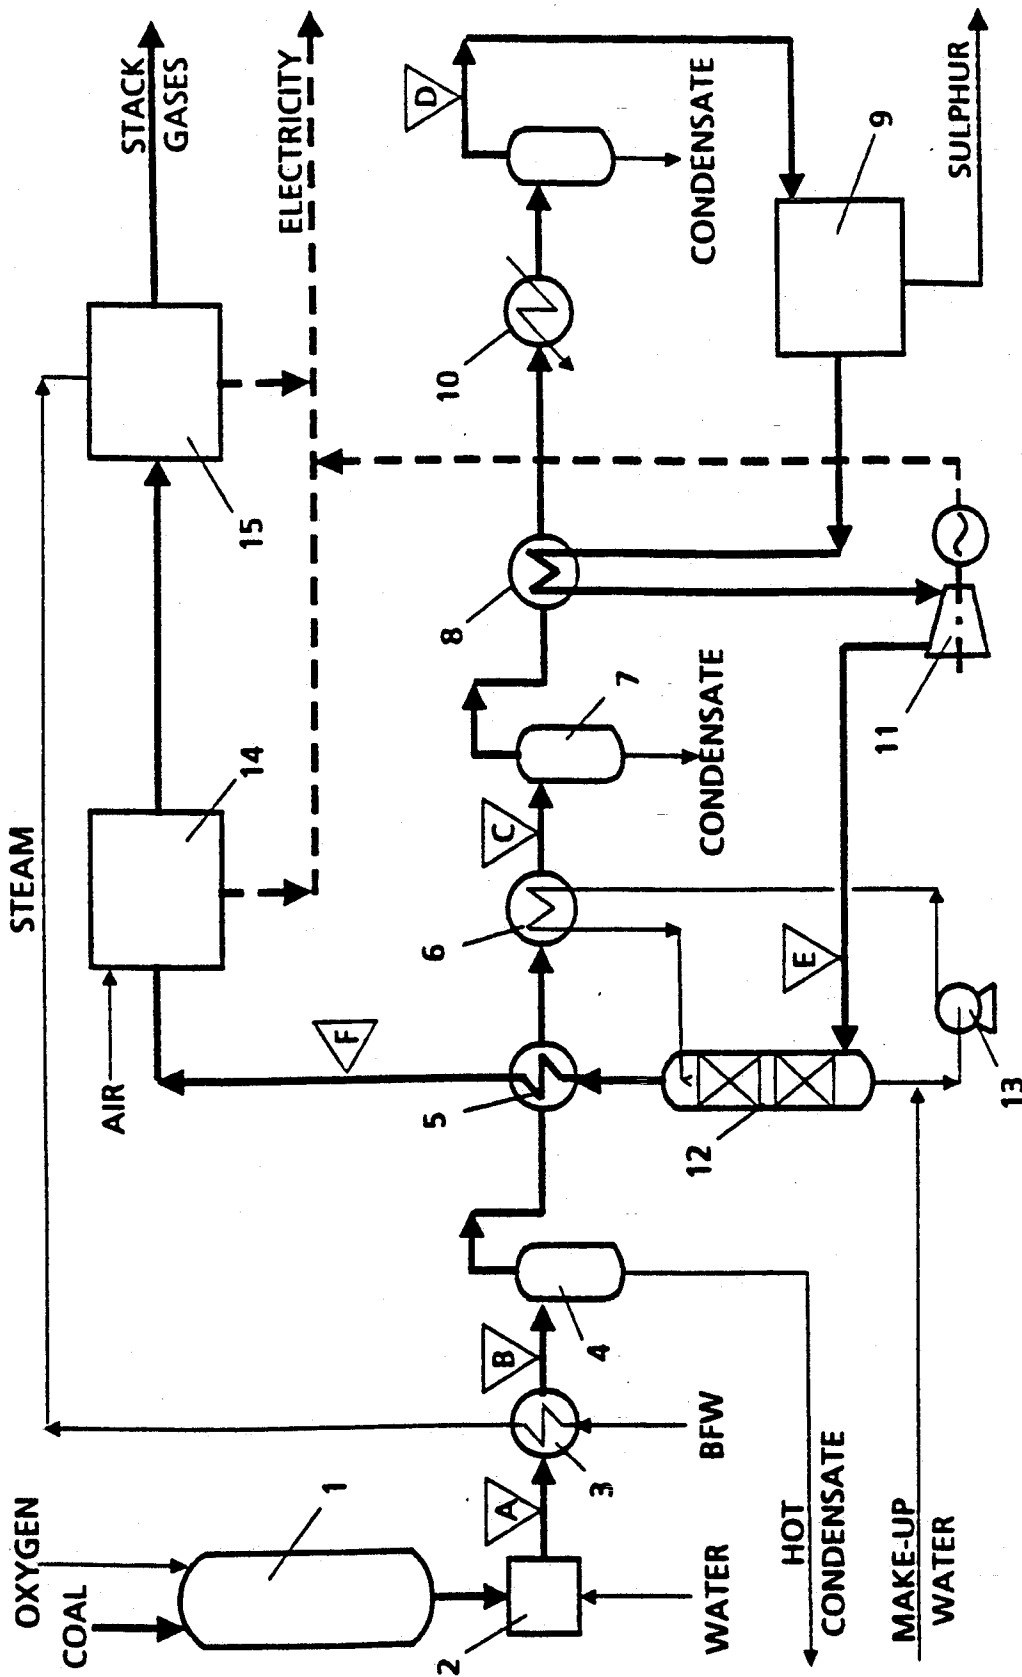 STACK
GASES
ELECTRICITY
STEAM
15
14
AIR
F
D
CONDENSATE
10
9
SULPHUR
8
7
CONDENSATE
11
C
6
E
5
12
13
4
B
3
BFW
A
OXYGEN
COAL
1
2
WATER
HOT
CONDENSATE
MAKE-UP
WATER